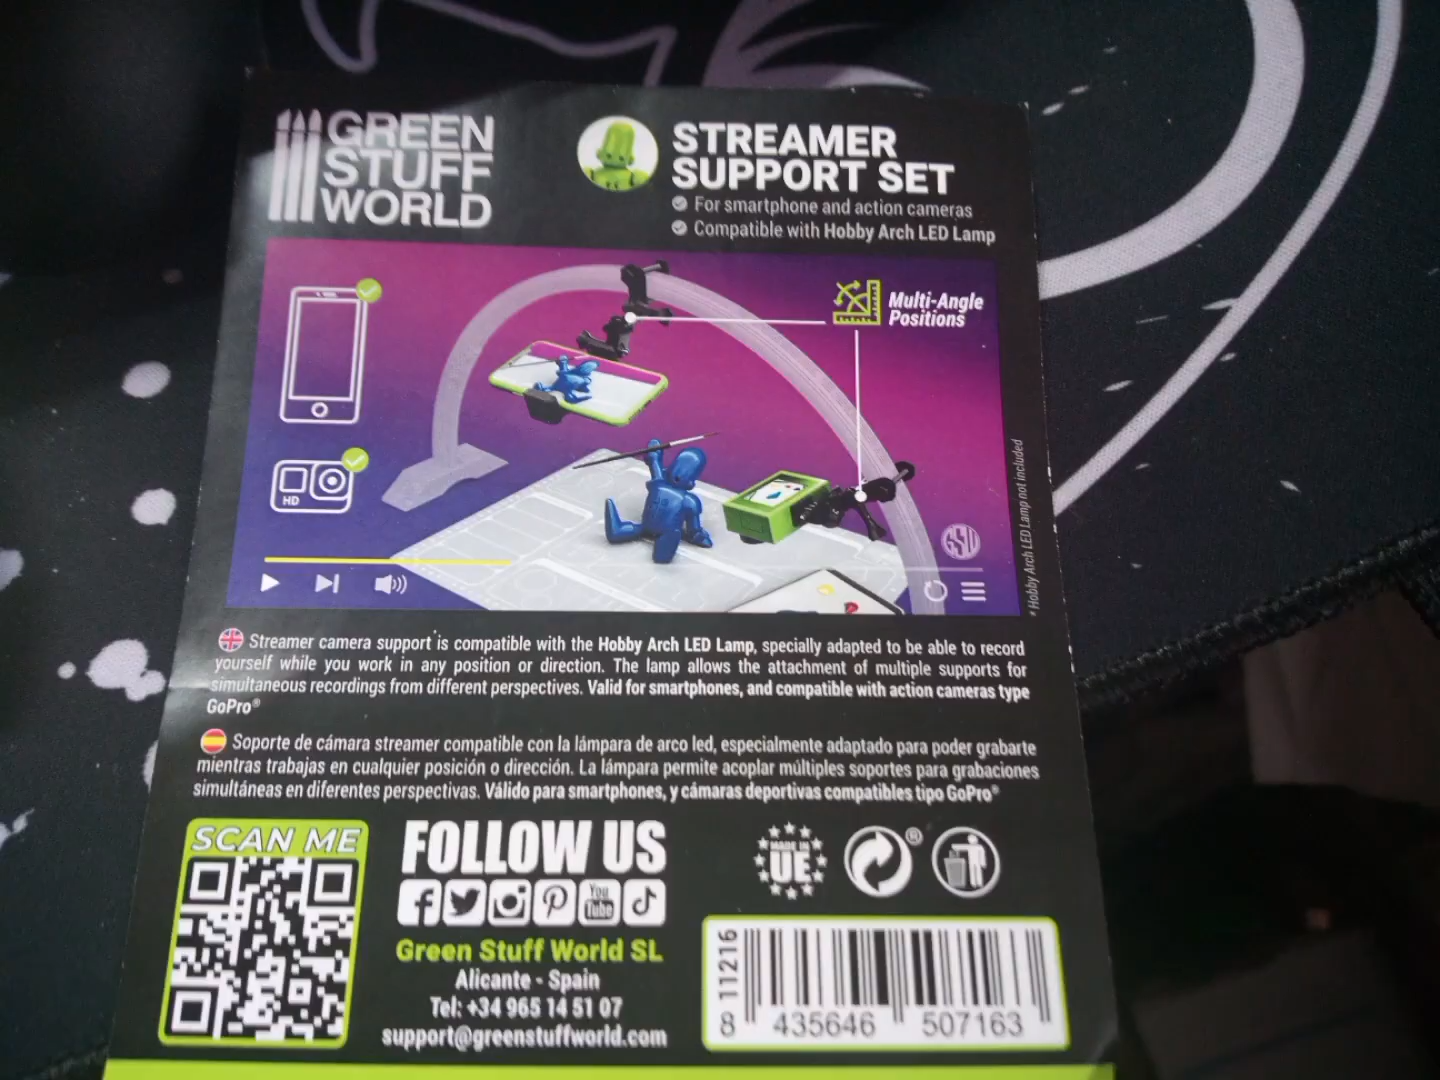 GREEN
STUFF
WORLD
STREAMER
SUPPORT SET
For smartphone and action cameras
Compatible with Hobby Arch LED Lamp
Multi-Angle
Positions
HD
GSW
* Hobby Arch LED Lamp not included
Streamer camera support is compatible with the Hobby Arch LED Lamp, specially adapted to be able to record
yourself while you work in any position or direction. The lamp allows the attachment of multiple supports for
simultaneous recordings from different perspectives. Valid for smartphones, and compatible with action cameras type
GoPro®
Soporte de cámara streamer compatible con la lámpara de arco led, especialmente adaptado para poder grabarte
mientras trabajas en cualquier posición o dirección. La lámpara permite acoplar múltiples soportes para grabaciones
simultáneas en diferentes perspectivas. Válido para smartphones, y cámaras deportivas compatibles tipo GoPro®
SCAN ME
FOLLOW US
You
Tube
MADE IN
UE
®
Green Stuff World SL
Alicante - Spain
Tel: +34 965 14 51 07
support@greenstuffworld.com
11216
8 435646 507163